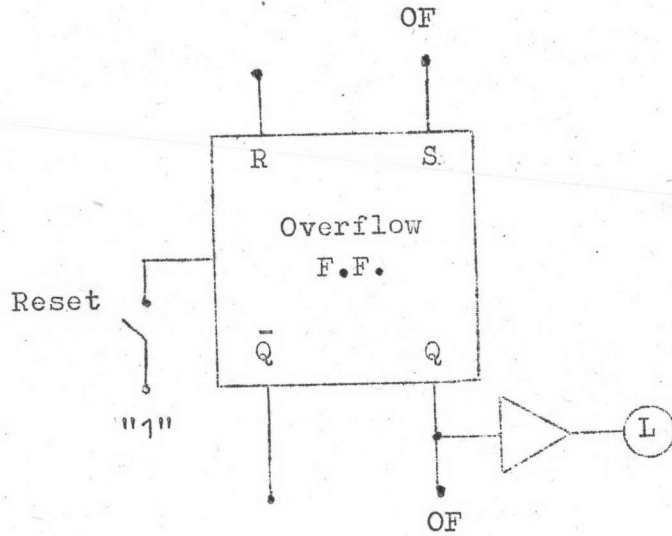 OF
R S
Overflow
F.F.
Reset
Q̄ Q
"1"
L
OF